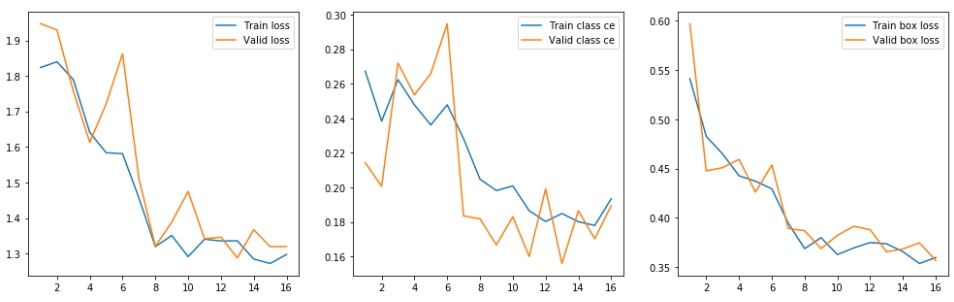 Train loss
Valid loss
1.9
1.8
1.7
1.6
1.5
1.4
1.3
2 4 6 8 10 12 14 16
Train class ce
Valid class ce
0.30
0.28
0.26
0.24
0.22
0.20
0.18
0.16
2 4 6 8 10 12 14 16
Train box loss
Valid box loss
0.60
0.55
0.50
0.45
0.40
0.35
2 4 6 8 10 12 14 16